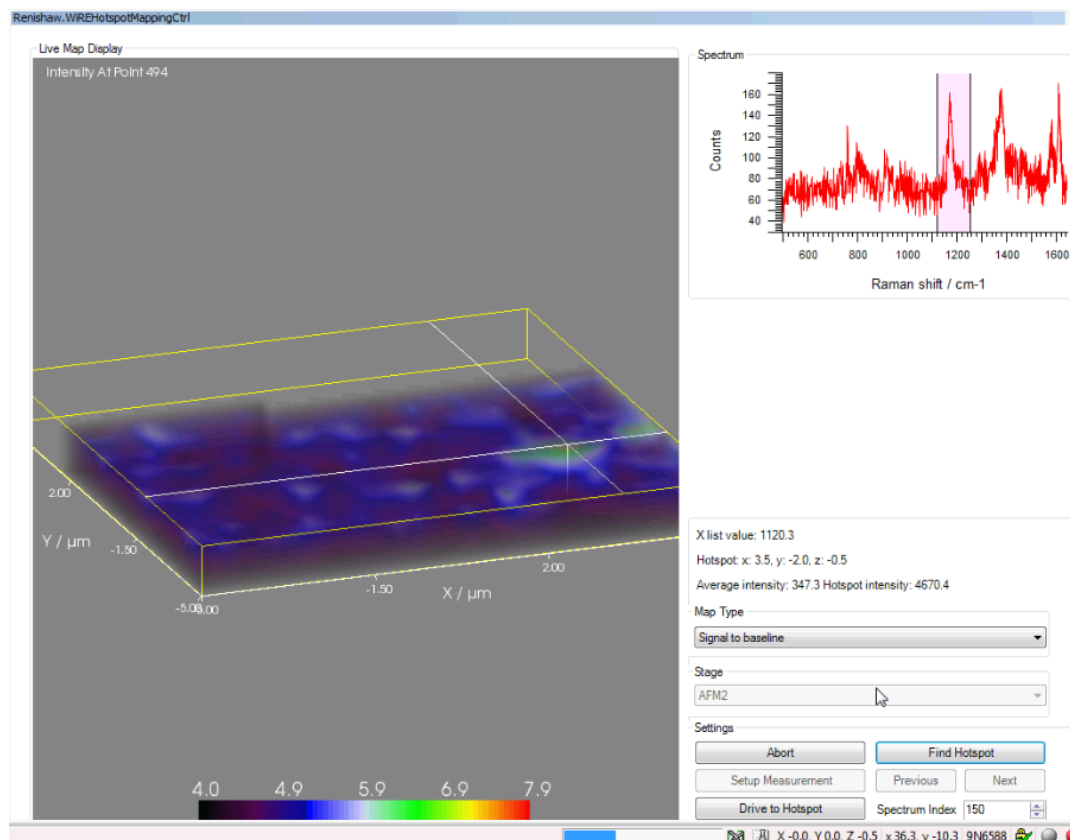 Renishaw.WiREHotspotMappingCtrl
Live Map Display
Intensity At Point 494
2.00
Y / µm
-1.50
-5.00
-1.50
X / µm
2.00
4.0 4.9 5.9 6.9 7.9
Spectrum
Counts
160
140
120
100
80
60
40
600 800 1000 1200 1400 1600
Raman shift / cm-1
X list value: 1120.3
Hotspot: x: 3.5, y: -2.0, z: -0.5
Average intensity: 347.3 Hotspot intensity: 4670.4
Map Type
Signal to baseline
Stage
AFM2
Settings
Abort Find Hotspot
Setup Measurement Previous Next
Drive to Hotspot Spectrum Index 150
X -0.0 Y 0.0 Z -0.5 x 36.3 y -10.3 9N6588